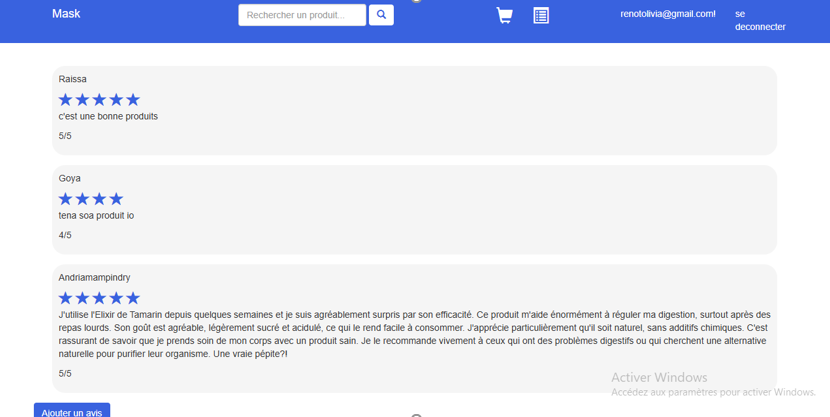 Mask
Rechercher un produit...
renotolivia@gmail.com!
se
deconnecter
Raissa
c'est une bonne produits
5/5
Goya
tena soa produit io
4/5
Andriamampindry
J'utilise l'Elixir de Tamarin depuis quelques semaines et je suis agréablement surpris par son efficacité. Ce produit m'aide énormément à réguler ma digestion, surtout après des
repas lourds. Son goût est agréable, légèrement sucré et acidulé, ce qui le rend facile à consommer. J'apprécie particulièrement qu'il soit naturel, sans additifs chimiques. C'est
rassurant de savoir que je prends soin de mon corps avec un produit sain. Je le recommande vivement à ceux qui ont des problèmes digestifs ou qui cherchent une alternative
naturelle pour purifier leur organisme. Une vraie pépite?!
5/5
Activer Windows
Accédez aux paramètres pour activer Windows.
Ajouter un avis